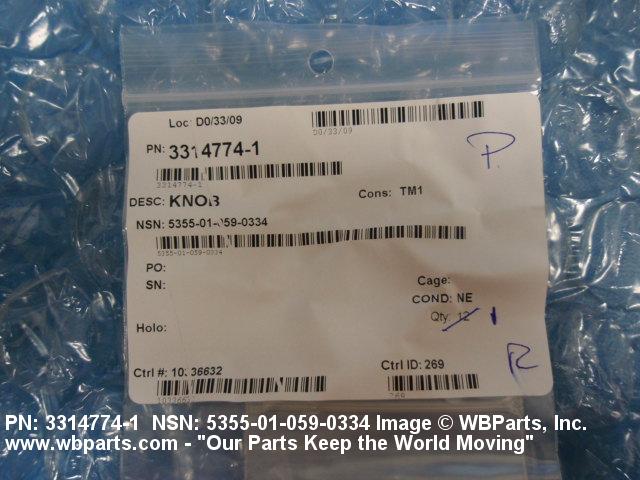 Loc: D0/33/09
D0/33/09
PN: 3314774-1
3314774-1
DESC: KNOB
Cons: TM1
NSN: 5355-01-059-0334
5355-01-059-0334
PO:
SN:
Cage:
COND: NE
Qty: 12 1
Holo:
Ctrl #: 1036632
Ctrl ID: 269
269
P.
R
PN: 3314774-1 NSN: 5355-01-059-0334 Image © WBParts, Inc.
www.wbparts.com - "Our Parts Keep the World Moving"